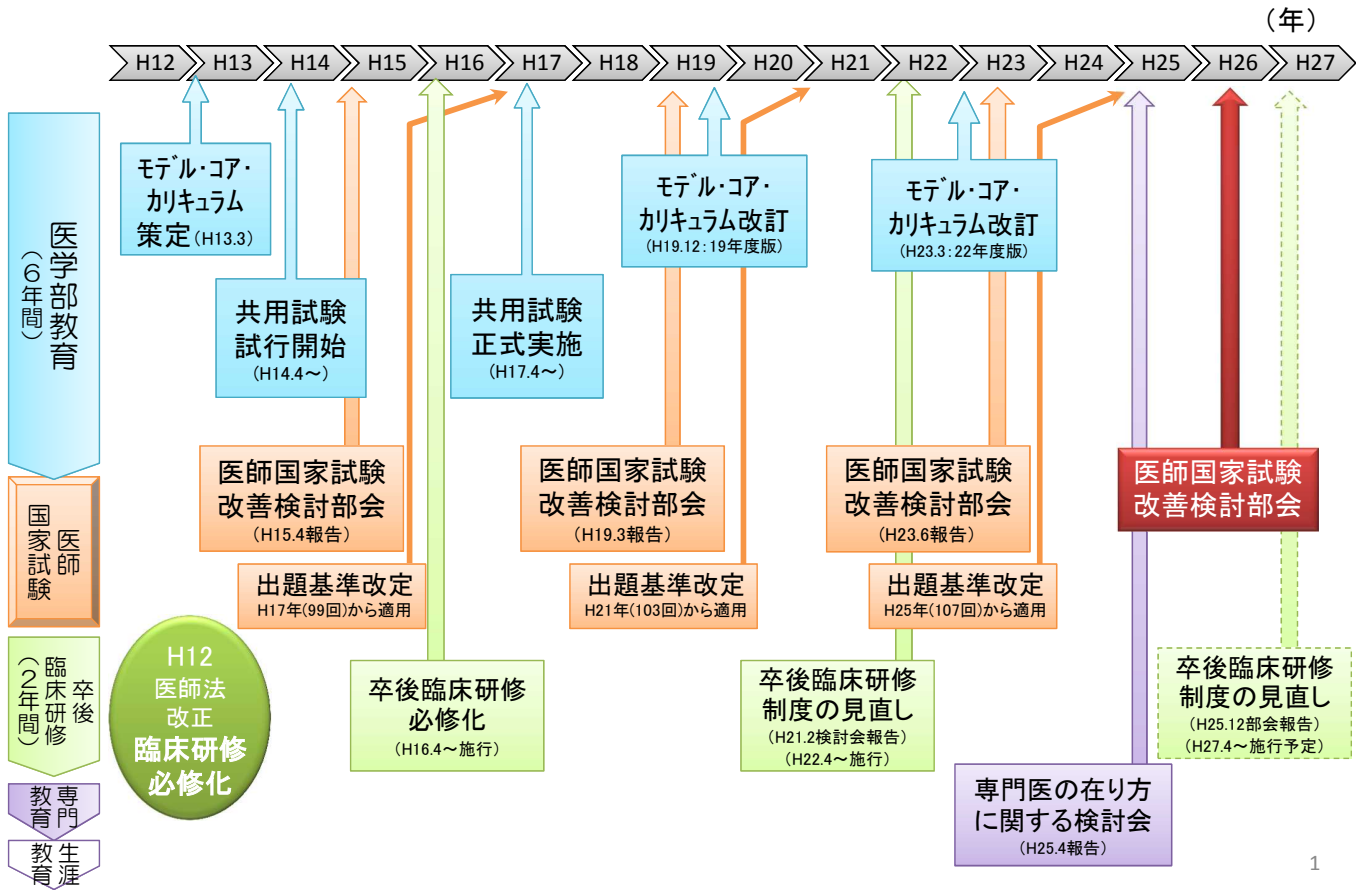 （年）
H12 H13 H14 H15 H16 H17 H18 H19 H20 H21 H22 H23 H24 H25 H26 H27
医学部教育
（6年間）
モデル・コア・
カリキュラム
策定(H13.3)
共用試験
試行開始
(H14.4～)
共用試験
正式実施
(H17.4～)
モデル・コア・
カリキュラム改訂
(H19.12：19年度版)
モデル・コア・
カリキュラム改訂
(H23.3：22年度版)
医師
国家試験
医師国家試験
改善検討部会
(H15.4報告)
医師国家試験
改善検討部会
(H19.3報告)
医師国家試験
改善検討部会
(H23.6報告)
医師国家試験
改善検討部会
出題基準改定
H17年(99回)から適用
出題基準改定
H21年(103回)から適用
出題基準改定
H25年(107回)から適用
卒後
臨床研修
（2年間）
H12
医師法
改正
臨床研修
必修化
卒後臨床研修
必修化
(H16.4～施行)
卒後臨床研修
制度の見直し
(H21.2検討会報告)
(H22.4～施行)
卒後臨床研修
制度の見直し
(H25.12部会報告)
(H27.4～施行予定)
専門
教育
専門医の在り方
に関する検討会
(H25.4報告)
生涯
教育
1